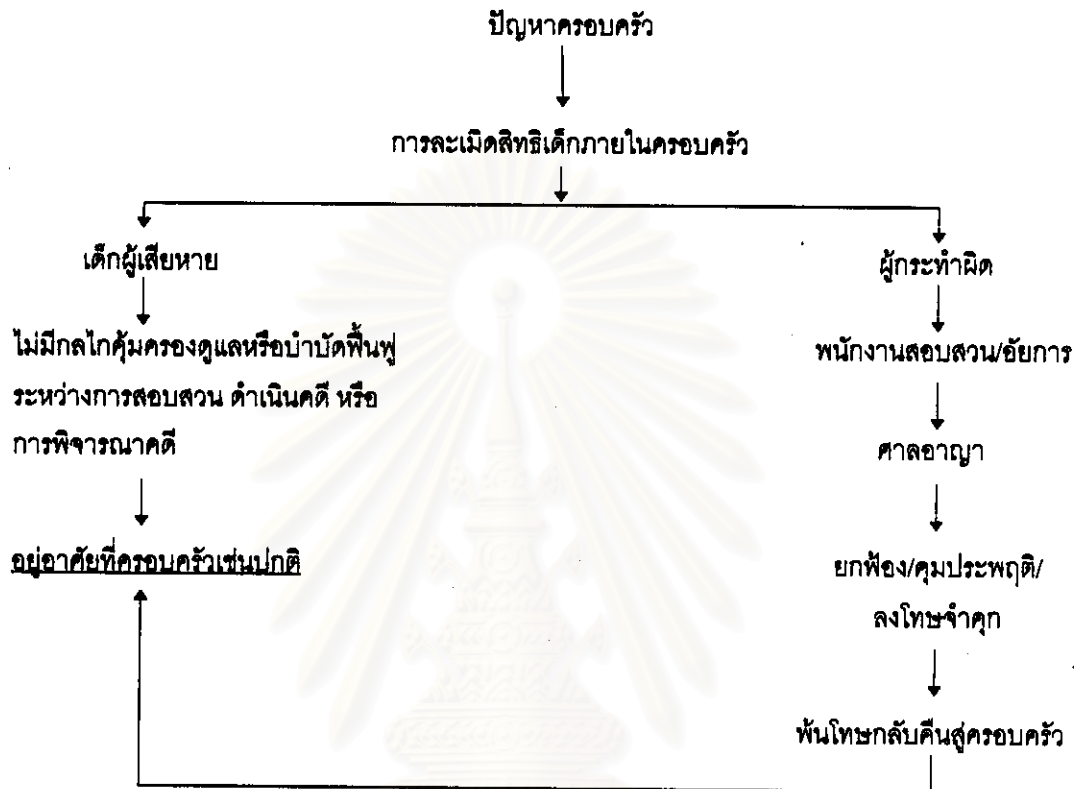 ปัญหาครอบครัว
การละเมิดสิทธิเด็กภายในครอบครัว
เด็กผู้เสียหาย
ไม่มีกลไกคุ้มครองดูแลหรือบำบัดฟื้นฟู
ระหว่างการสอบสวน ดำเนินคดี หรือ
การพิจารณาคดี
อยู่อาศัยที่ครอบครัวเช่นปกติ
ผู้กระทำผิด
พนักงานสอบสวน/อัยการ
ศาลอาญา
ยกฟ้อง/คุมประพฤติ/
ลงโทษจำคุก
พ้นโทษกลับคืนสู่ครอบครัว